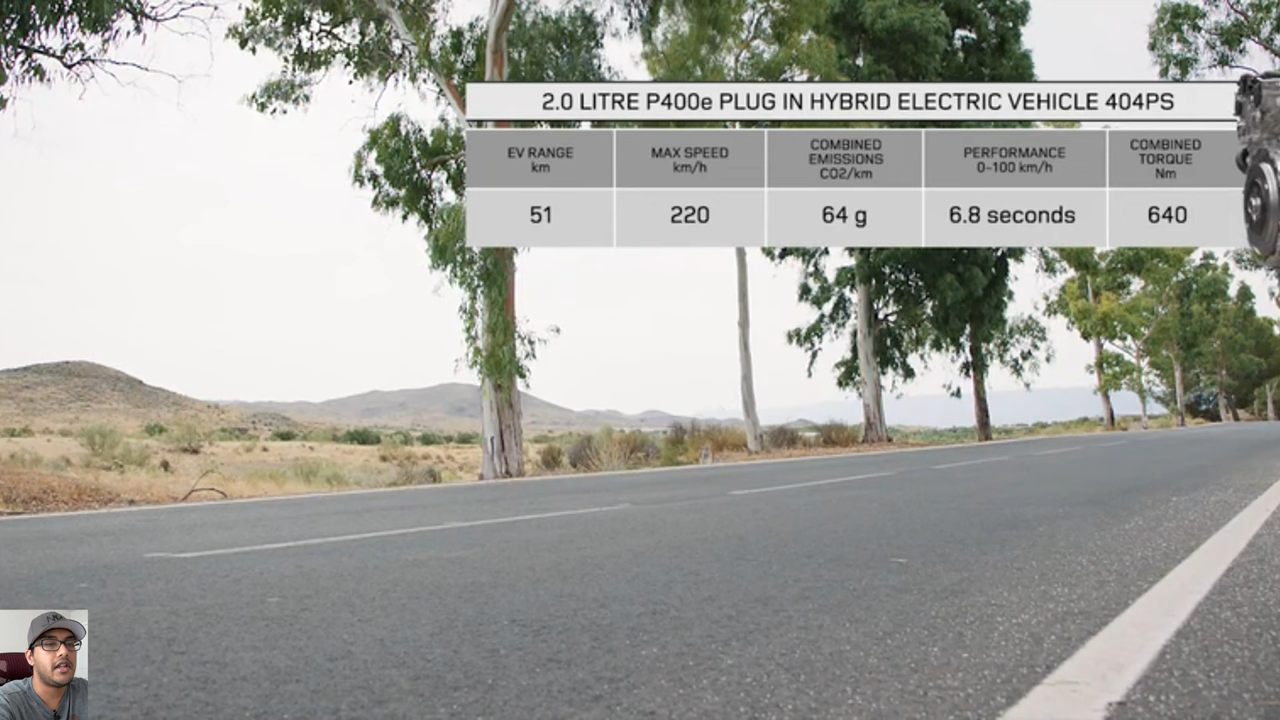 2.0 LITRE P400e PLUG IN HYBRID ELECTRIC VEHICLE 404PS
EV RANGE
km
MAX SPEED
km/h
COMBINED
EMISSIONS
CO2/km
PERFORMANCE
0-100 km/h
COMBINED
TORQUE
Nm
51
220
64 g
6.8 seconds
640